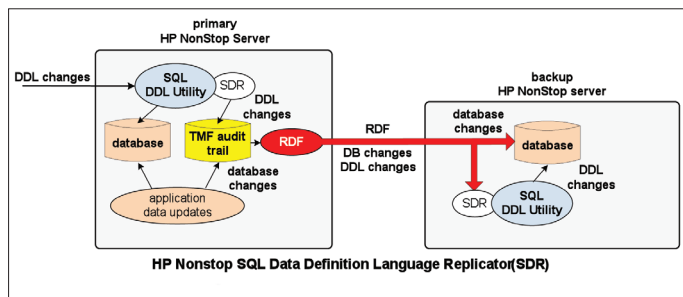 primary
HP NonStop Server
DDL changes
SQL
DDL Utility
SDR
DDL
changes
database
TMF audit
trail
RDF
database
changes
application
data updates
RDF
DB changes
DDL changes
backup
HP NonStop server
database
changes
database
DDL
changes
SDR
SQL
DDL Utility
HP Nonstop SQL Data Definition Language Replicator(SDR)